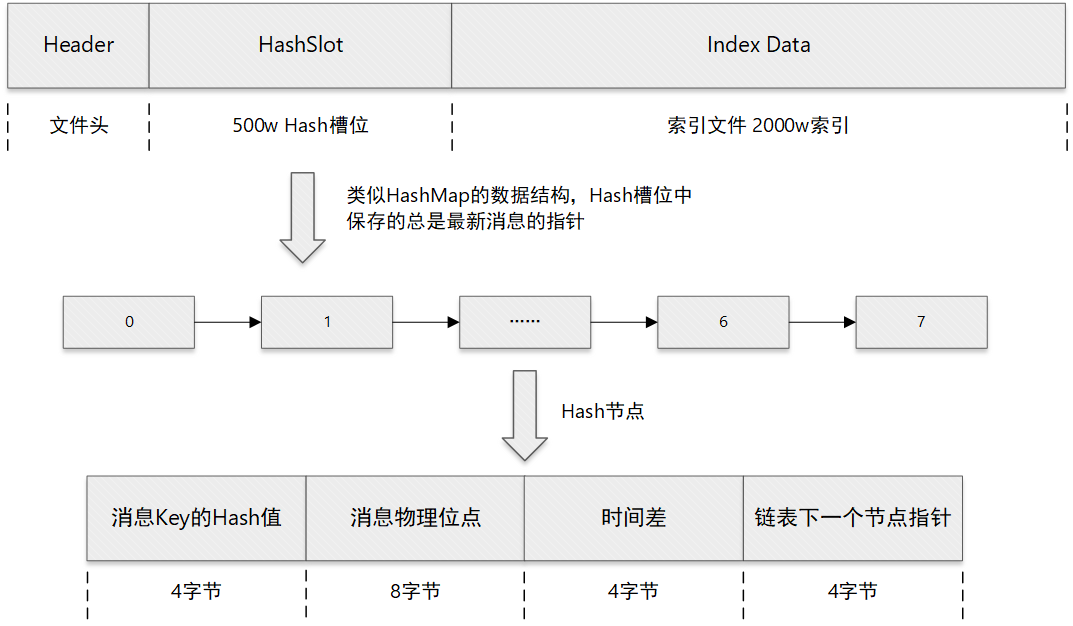 Header
HashSlot
Index Data
文件头
500w Hash槽位
索引文件 2000w索引
类似HashMap的数据结构，Hash槽位中
保存的总是最新消息的指针
0
1
……
6
7
Hash节点
消息Key的Hash值
消息物理位点
时间差
链表下一个节点指针
4字节
8字节
4字节
4字节